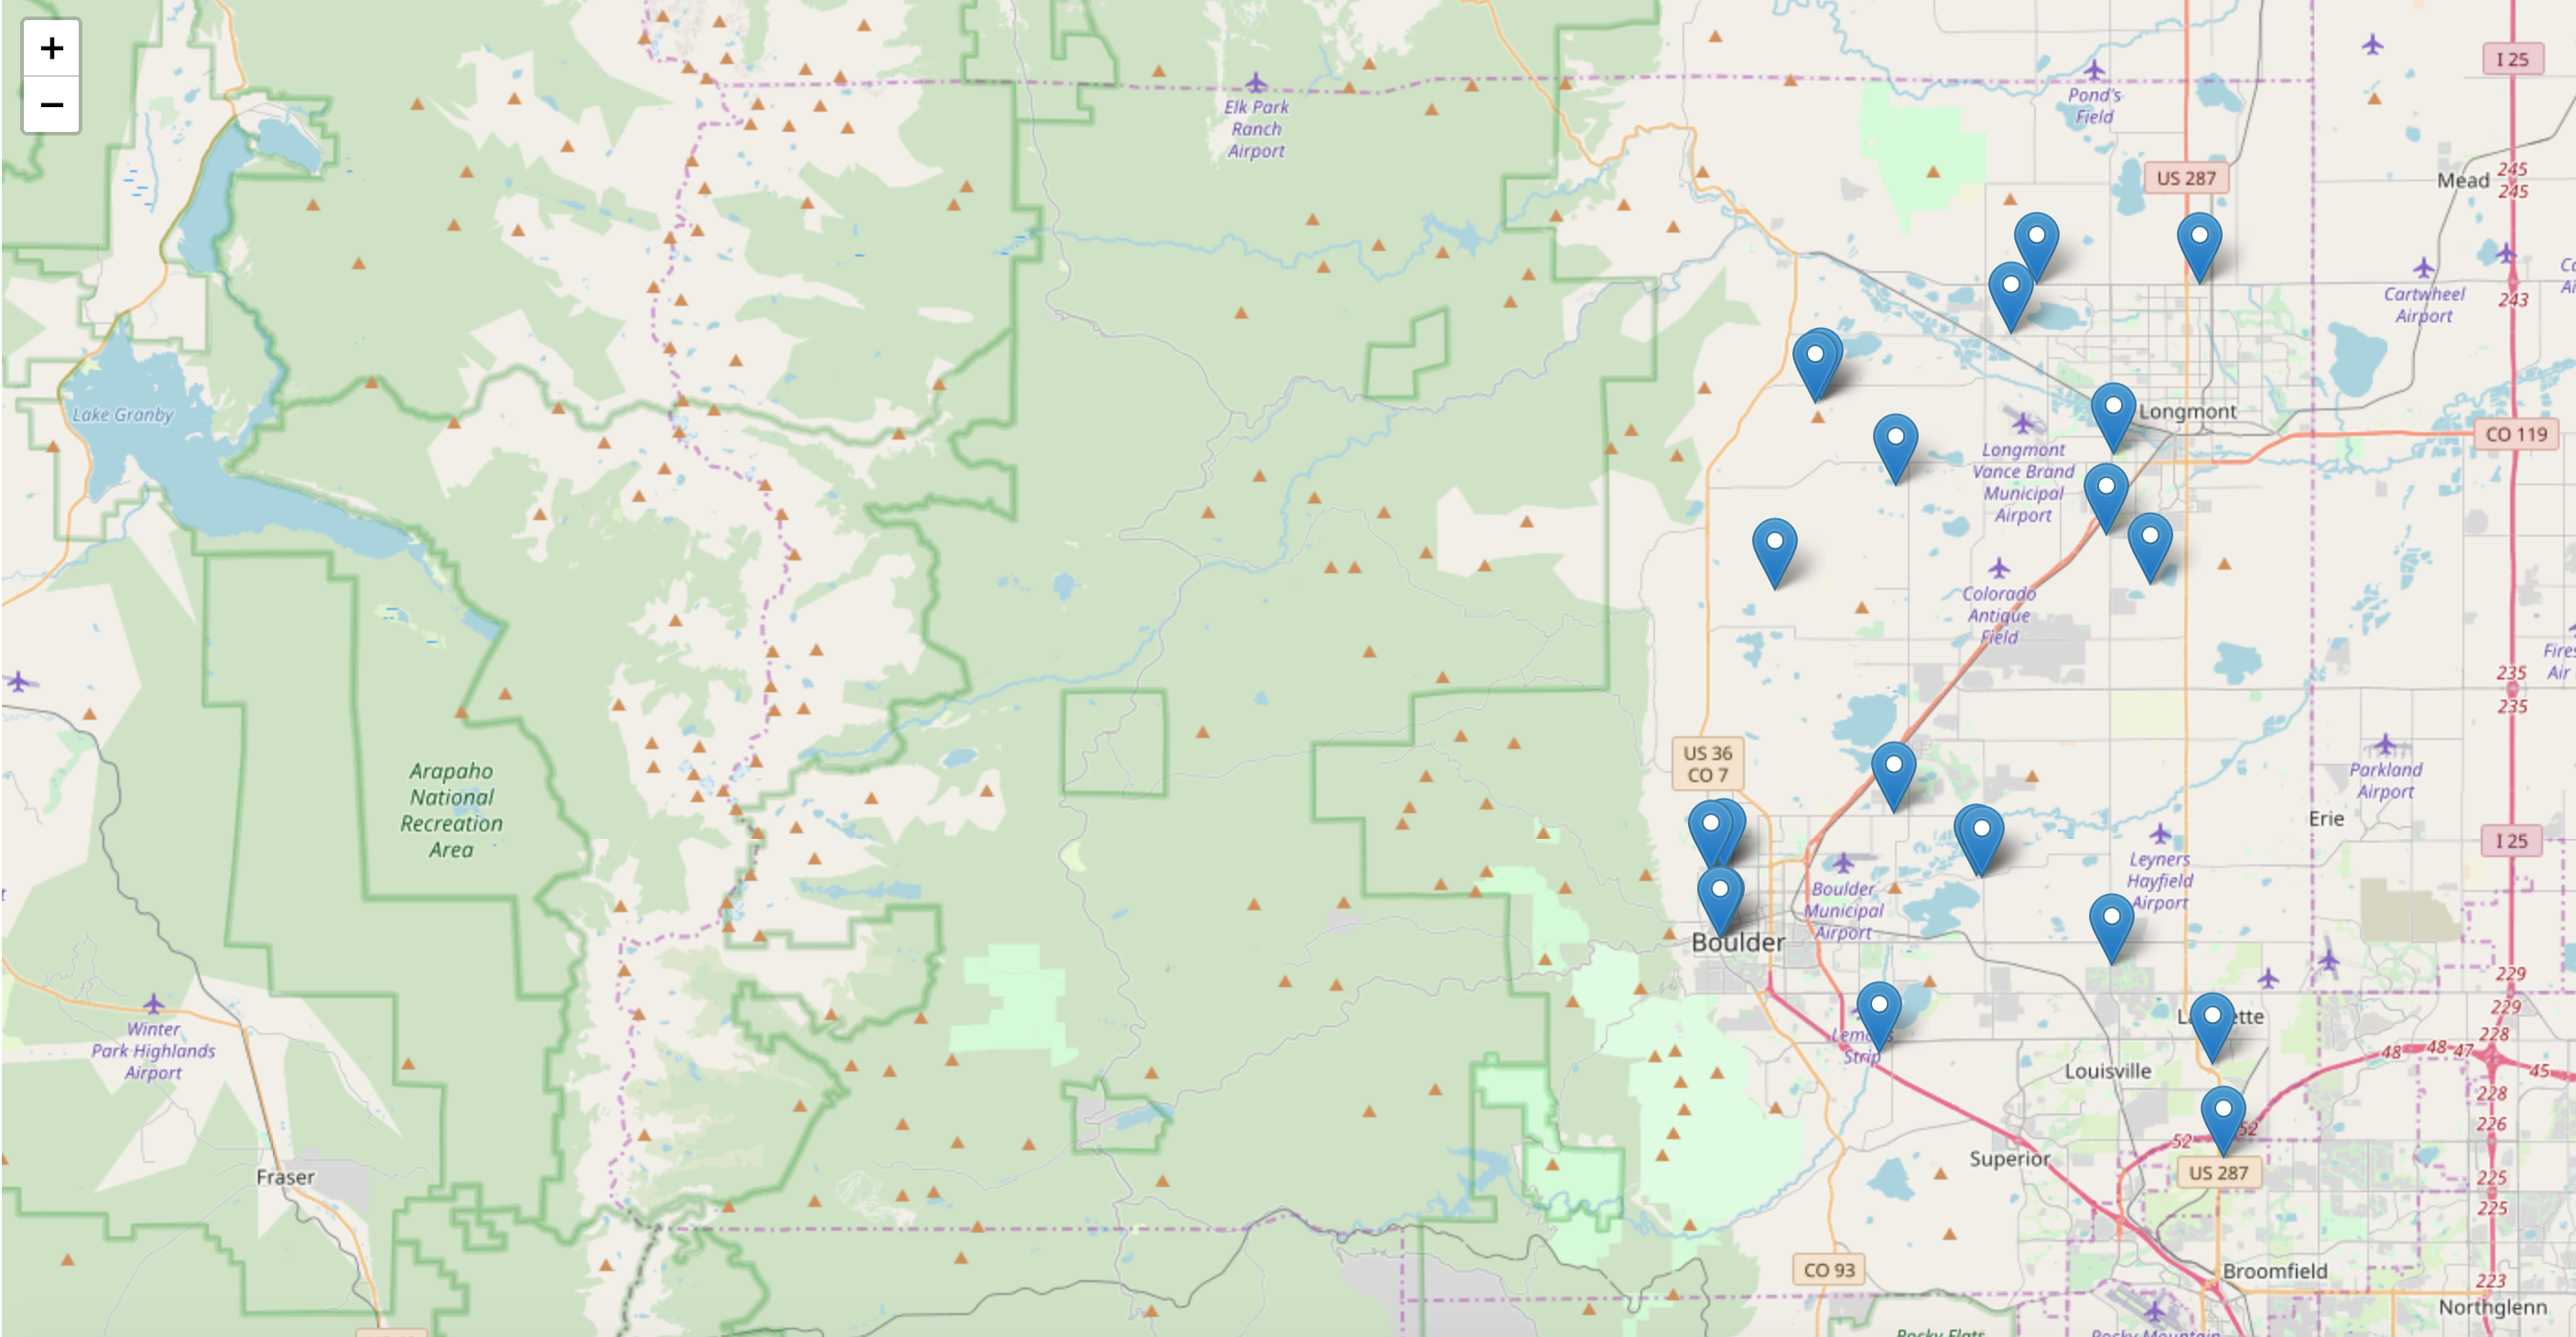 +
−
Elk Park
Ranch
Airport
Pond's
Field
I 25
US 287
Mead
245
245
Cartwheel
Airport
243
Lake Granby
Longmont
CO 119
Longmont
Vance Brand
Municipal
Airport
Colorado
Antique
Field
235
235
US 36
CO 7
Parkland
Airport
Arapaho
National
Recreation
Area
Erie
I 25
Leyners
Hayfield
Airport
Boulder
Municipal
Airport
Boulder
229
229
228
Winter
Park Highlands
Airport
Strip
48
48
47
45
Louisville
228
226
52
52
Superior
US 287
225
225
Fraser
CO 93
Broomfield
223
Northglenn